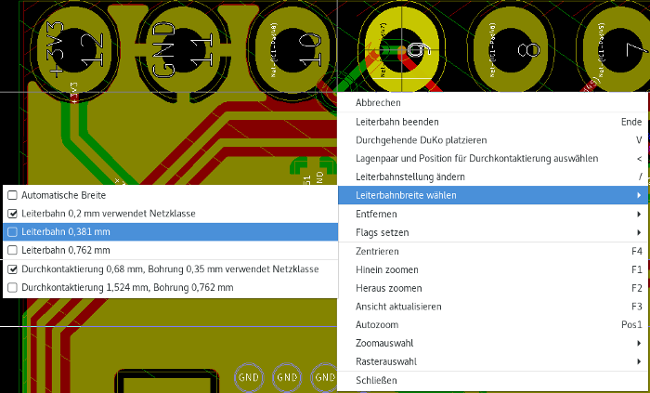 +3V3
12
GND
11
10
9
8
7
+3V3
Abbrechen
Leiterbahn beenden Ende
Durchgehende DuKo platzieren V
Lagenpaar und Position für Durchkontaktierung auswählen <
Leiterbahnstellung ändern /
Leiterbahnbreite wählen
Entfernen
Flags setzen
Zentrieren F4
Hinein zoomen F1
Heraus zoomen F2
Ansicht aktualisieren F3
Autozoom Pos1
Zoomauswahl
Rasterauswahl
Schließen
Automatische Breite
Leiterbahn 0,2 mm verwendet Netzklasse
Leiterbahn 0,381 mm
Leiterbahn 0,762 mm
Durchkontaktierung 0,68 mm, Bohrung 0,35 mm verwendet Netzklasse
Durchkontaktierung 1,524 mm, Bohrung 0,762 mm
GND
GND
GND